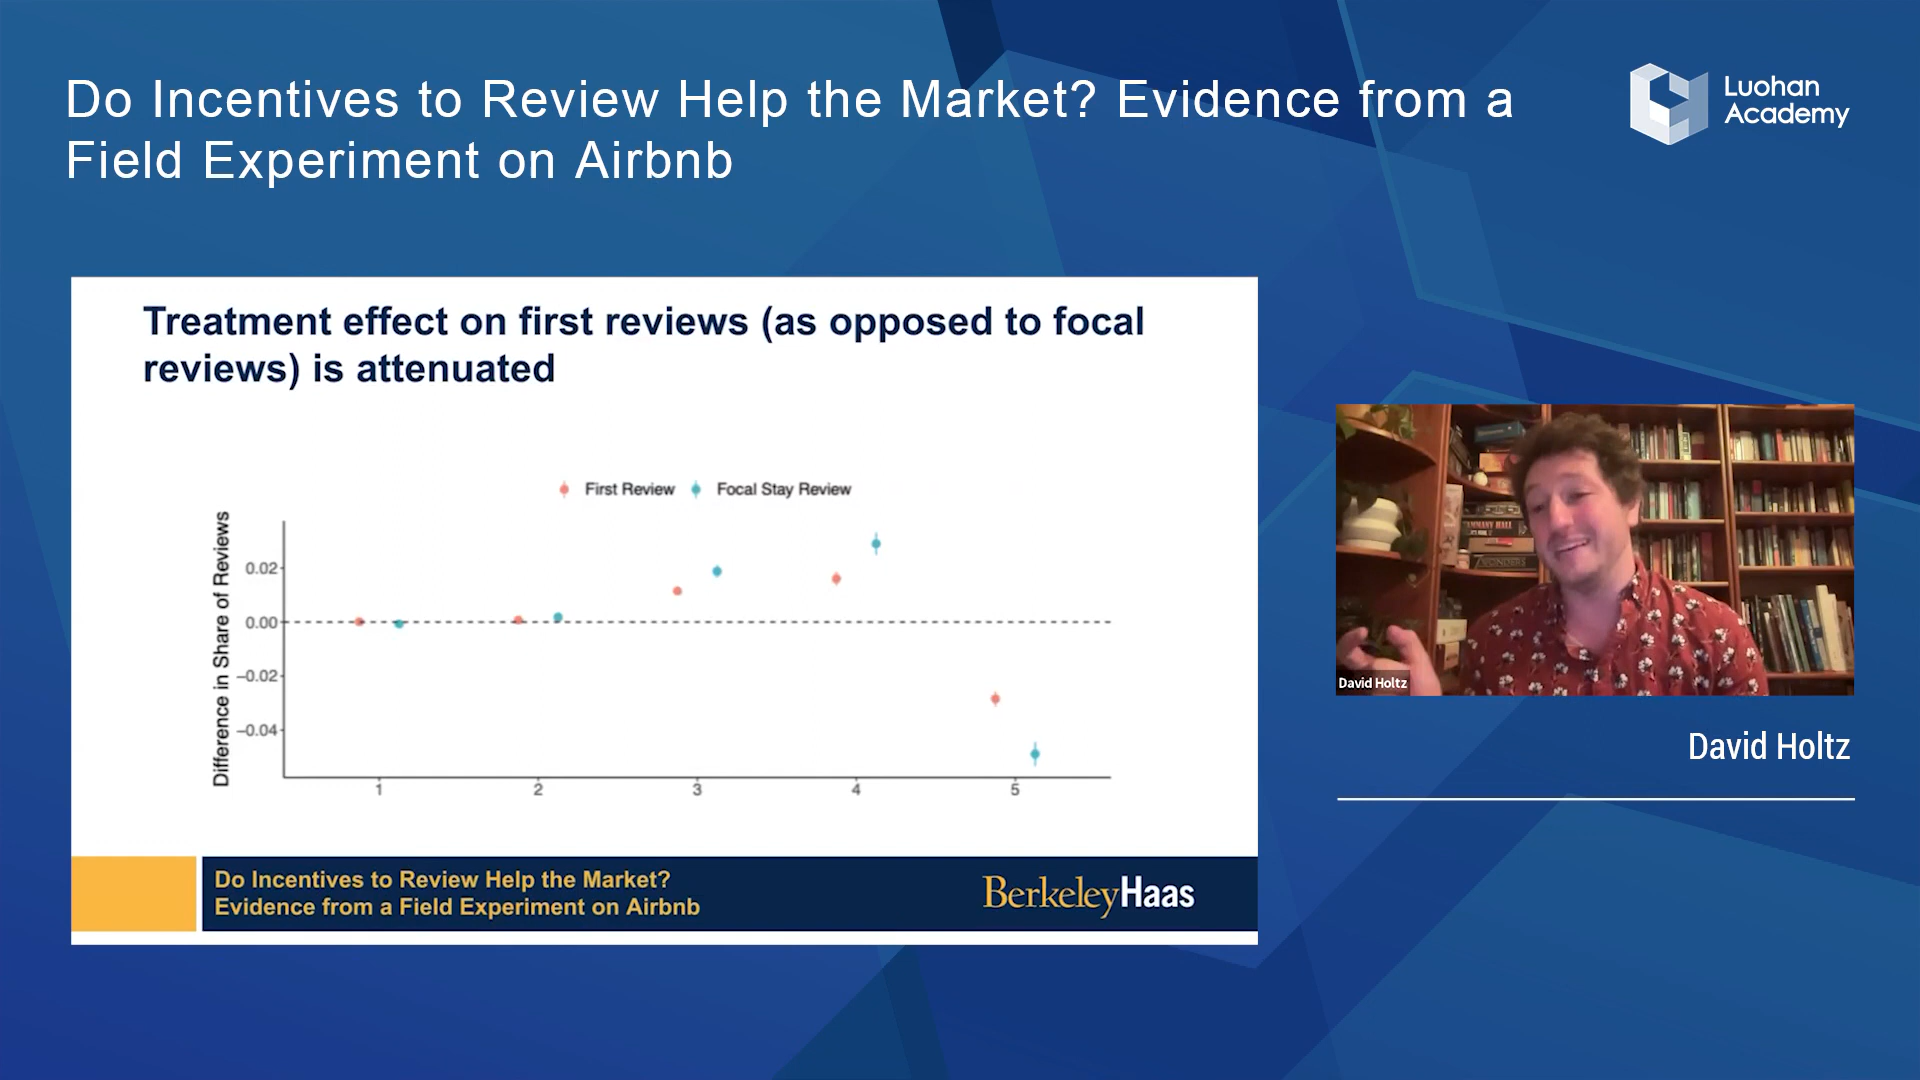 Do Incentives to Review Help the Market? Evidence from a
Field Experiment on Airbnb
Luohan
Academy
Treatment effect on first reviews (as opposed to focal
reviews) is attenuated
First Review
Focal Stay Review
Difference in Share of Reviews
0.02
0.00
−0.02
−0.04
1
2
3
4
5
Do Incentives to Review Help the Market?
Evidence from a Field Experiment on Airbnb
BerkeleyHaas
WONDERS
David Holtz
David Holtz